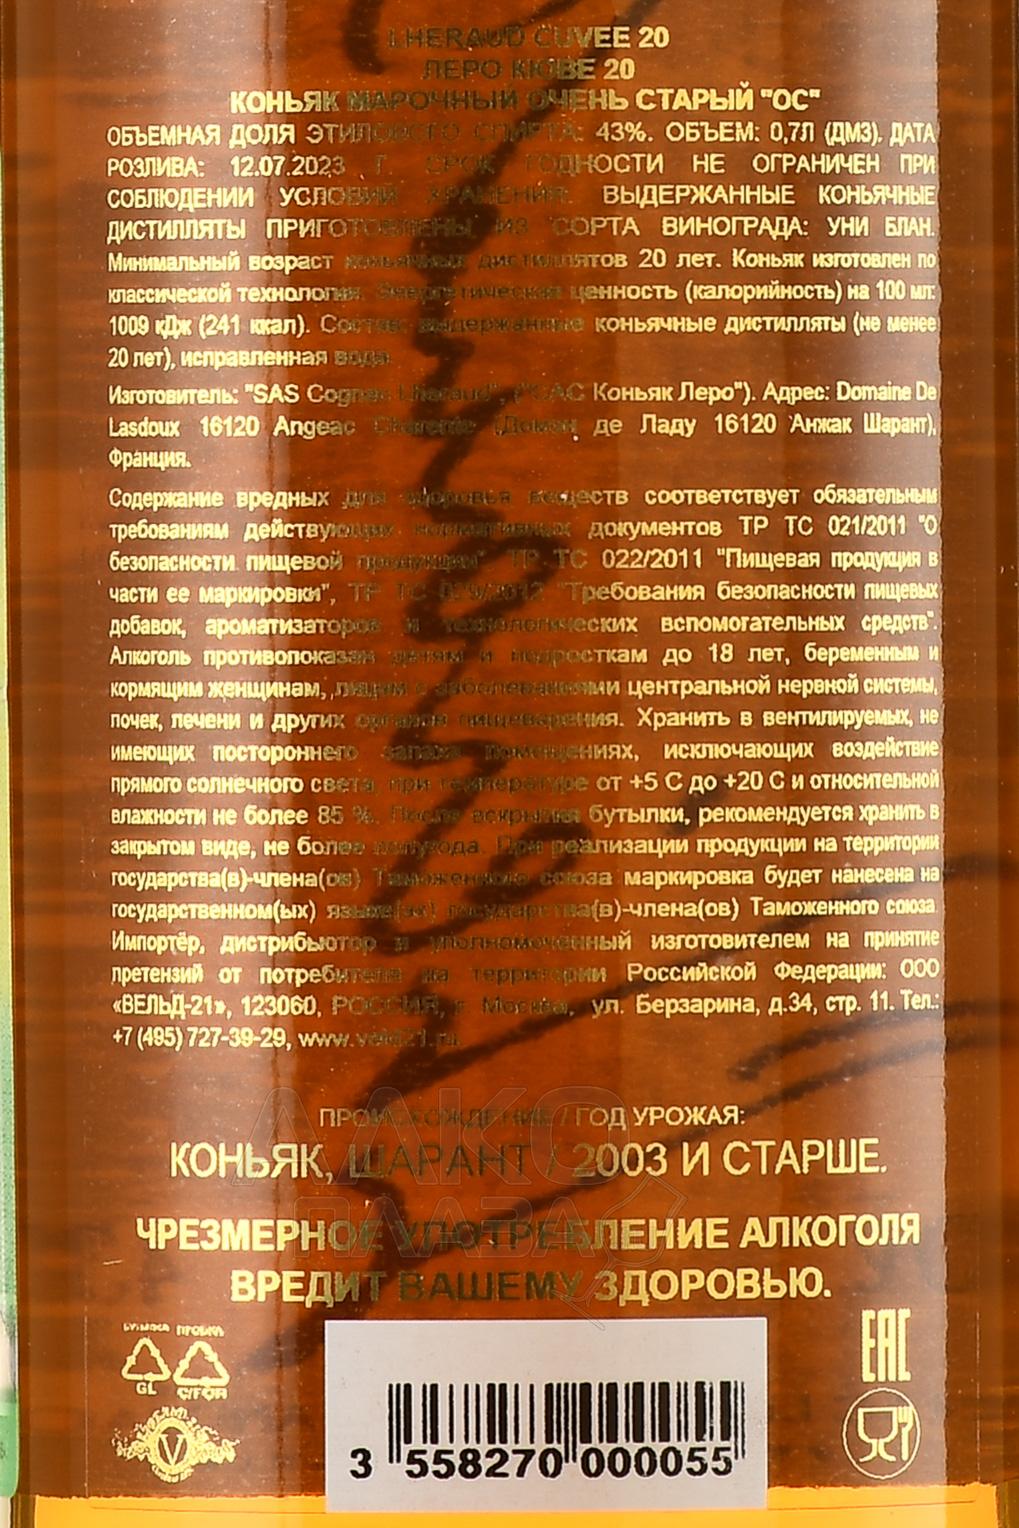 LHERAUD CUVEE 20
ЛЕРО КЮВЕ 20
КОНЬЯК МАРОЧНЫЙ ОЧЕНЬ СТАРЫЙ "ОС"
ОБЪЕМНАЯ ДОЛЯ ЭТИЛОВОГО СПИРТА: 43%. ОБЪЕМ: 0,7Л (ДМ3). ДАТА
РОЗЛИВА: 12.07.2023 Г. СРОК ГОДНОСТИ НЕ ОГРАНИЧЕН ПРИ
СОБЛЮДЕНИИ УСЛОВИЙ ХРАНЕНИЯ. ВЫДЕРЖАННЫЕ КОНЬЯЧНЫЕ
ДИСТИЛЛЯТЫ ПРИГОТОВЛЕНЫ ИЗ СОРТА ВИНОГРАДА: УНИ БЛАН.
Минимальный возраст коньячных дистиллятов 20 лет. Коньяк изготовлен по
классической технологии. Энергетическая ценность (калорийность) на 100 мл:
1009 кДж (241 ккал). Состав: выдержанные коньячные дистилляты (не менее
20 лет), исправленная вода.
Изготовитель: "SAS Cognac Lheraud", ("САС Коньяк Леро"). Адрес: Domaine De
Lasdoux 16120 Angeac Charente (Домен де Ладу 16120 Анжак Шарант),
Франция.
Содержание вредных для здоровья веществ соответствует обязательным
требованиям действующих нормативных документов ТР ТС 021/2011 "О
безопасности пищевой продукции", ТР ТС 022/2011 "Пищевая продукция в
части ее маркировки", ТР ТС 029/2012 "Требования безопасности пищевых
добавок, ароматизаторов и технологических вспомогательных средств".
Алкоголь противопоказан детям и подросткам до 18 лет, беременным и
кормящим женщинам, лицам с заболеваниями центральной нервной системы,
почек, печени и других органов пищеварения. Хранить в вентилируемых, не
имеющих постороннего запаха помещениях, исключающих воздействие
прямого солнечного света, при температуре от +5 С до +20 С и относительной
влажности не более 85 %. После вскрытия бутылки, рекомендуется хранить в
закрытом виде, не более полугода. При реализации продукции на территории
государства(в)-члена(ов) Таможенного союза маркировка будет нанесена на
государственном(ых) языке(ах) государства(в)-члена(ов) Таможенного союза.
Импортёр, дистрибьютор и уполномоченный изготовителем на принятие
претензий от потребителя на территории Российской Федерации: ООО
«ВЕЛЬД-21», 123060, РОССИЯ, г. Москва, ул. Берзарина, д.34, стр. 11. Тел.:
+7 (495) 727-39-29, www.veld21.ru.
ПРОИСХОЖДЕНИЕ / ГОД УРОЖАЯ:
КОНЬЯК, ШАРАНТ / 2003 И СТАРШЕ.
ЧРЕЗМЕРНОЕ УПОТРЕБЛЕНИЕ АЛКОГОЛЯ
ВРЕДИТ ВАШЕМУ ЗДОРОВЬЮ.
БУТЫЛКА ПРОБКА
GL C/FOR
EAC
V
3 558270 000055
АЛКО
ПЛАЗА